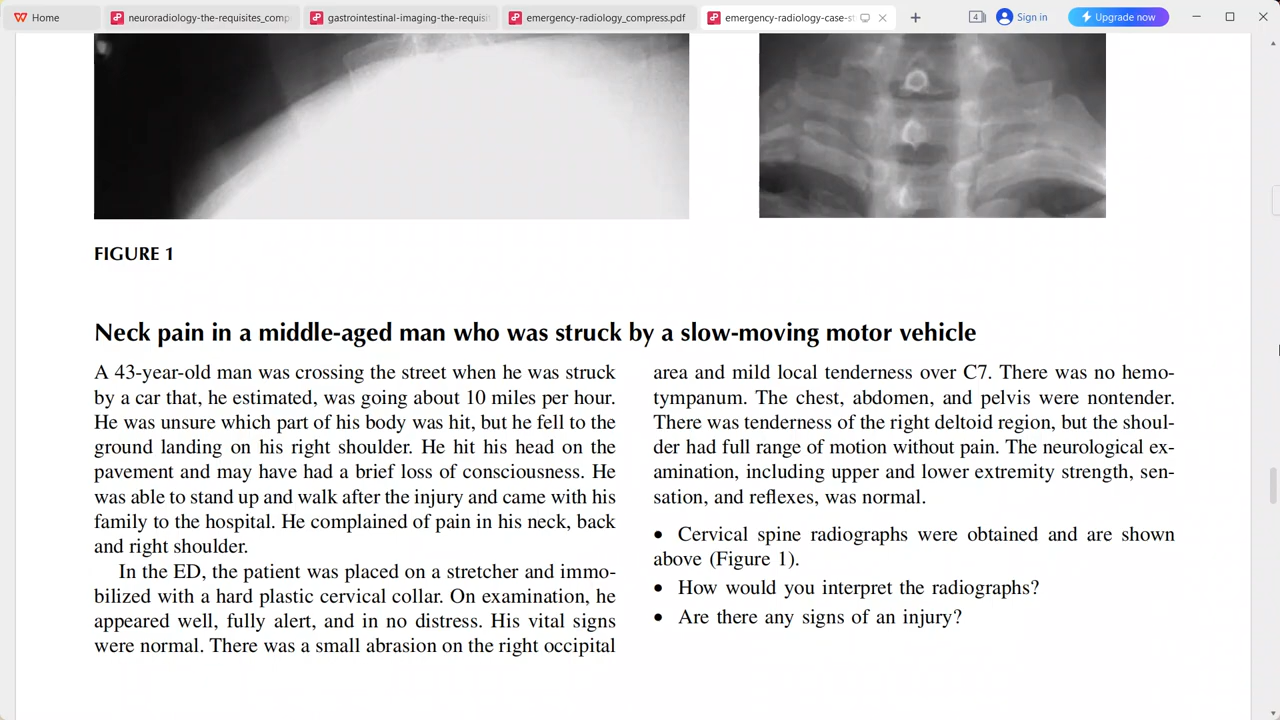 Home
neuroradiology-the-requisites_comp
gastrointestinal-imaging-the-requisit
emergency-radiology_compress.pdf
emergency-radiology-case-st
4
Sign in
Upgrade now
FIGURE 1
Neck pain in a middle-aged man who was struck by a slow-moving motor vehicle
A 43-year-old man was crossing the street when he was struck
by a car that, he estimated, was going about 10 miles per hour.
He was unsure which part of his body was hit, but he fell to the
ground landing on his right shoulder. He hit his head on the
pavement and may have had a brief loss of consciousness. He
was able to stand up and walk after the injury and came with his
family to the hospital. He complained of pain in his neck, back
and right shoulder.
In the ED, the patient was placed on a stretcher and immo-
bilized with a hard plastic cervical collar. On examination, he
appeared well, fully alert, and in no distress. His vital signs
were normal. There was a small abrasion on the right occipital
area and mild local tenderness over C7. There was no hemo-
tympanum. The chest, abdomen, and pelvis were nontender.
There was tenderness of the right deltoid region, but the shoul-
der had full range of motion without pain. The neurological ex-
amination, including upper and lower extremity strength, sen-
sation, and reflexes, was normal.
• Cervical spine radiographs were obtained and are shown
above (Figure 1).
• How would you interpret the radiographs?
• Are there any signs of an injury?